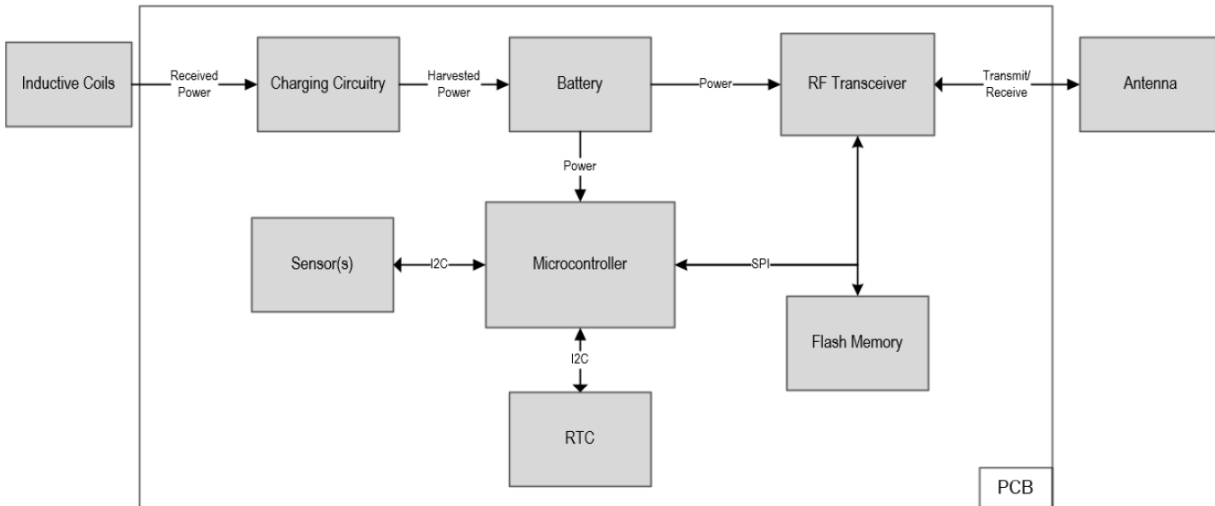 Inductive Coils
Received
Power
Charging Circuitry
Harvested
Power
Battery
Power
RF Transceiver
Transmit/
Receive
Antenna
Power
Sensor(s)
I2C
Microcontroller
SPI
I2C
Flash Memory
RTC
PCB